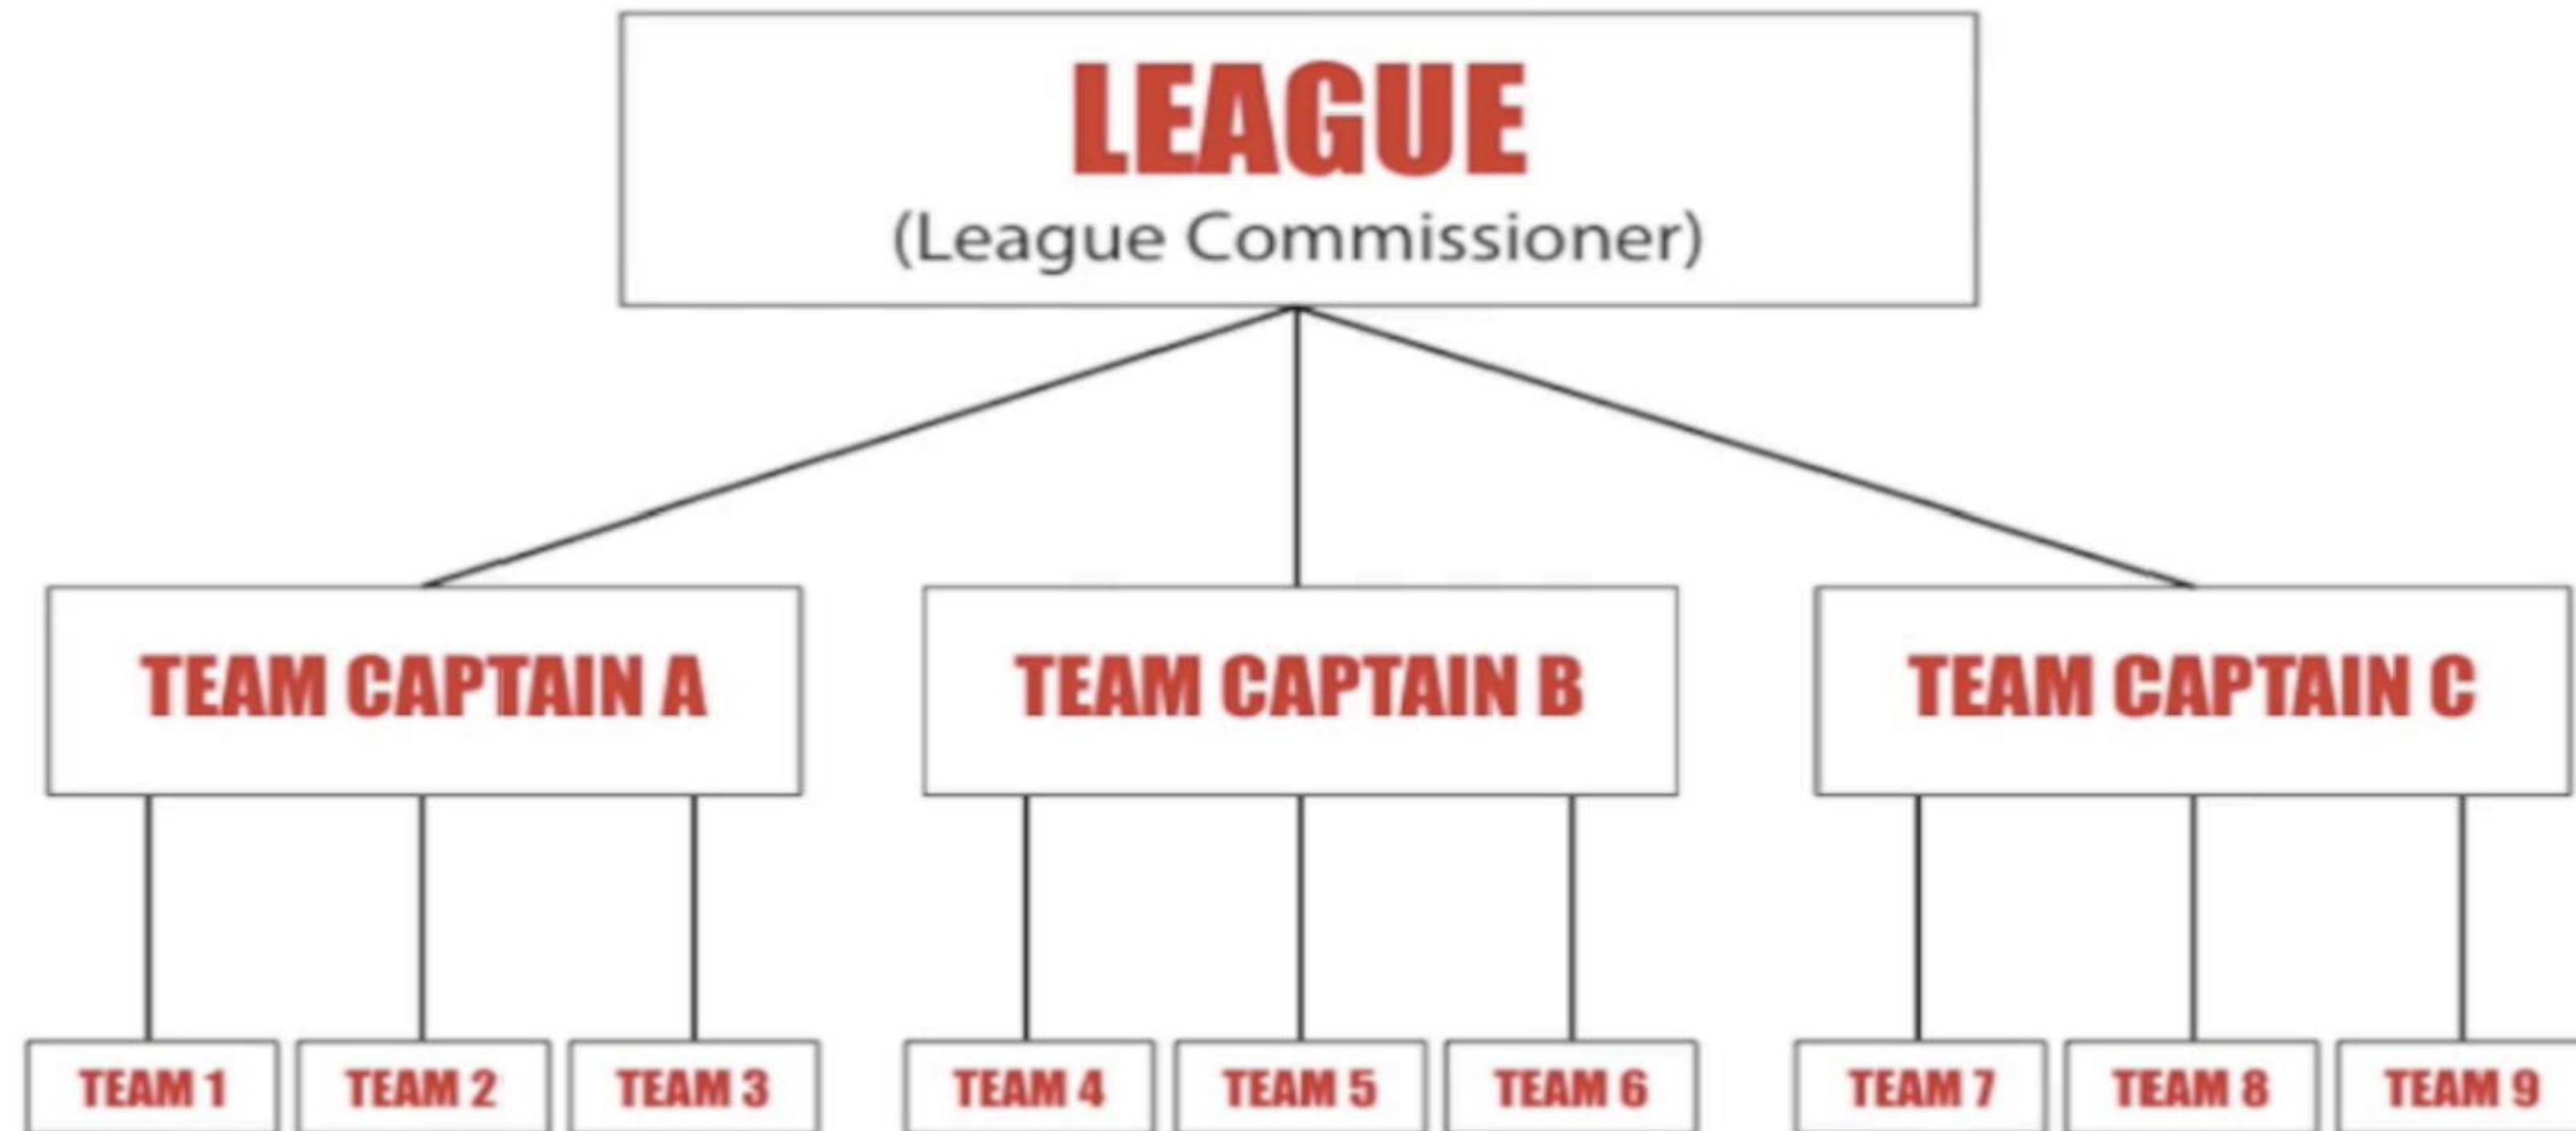 LEAGUE
(League Commissioner)
TEAM CAPTAIN A
TEAM CAPTAIN B
TEAM CAPTAIN C
TEAM 1
TEAM 2
TEAM 3
TEAM 4
TEAM 5
TEAM 6
TEAM 7
TEAM 8
TEAM 9